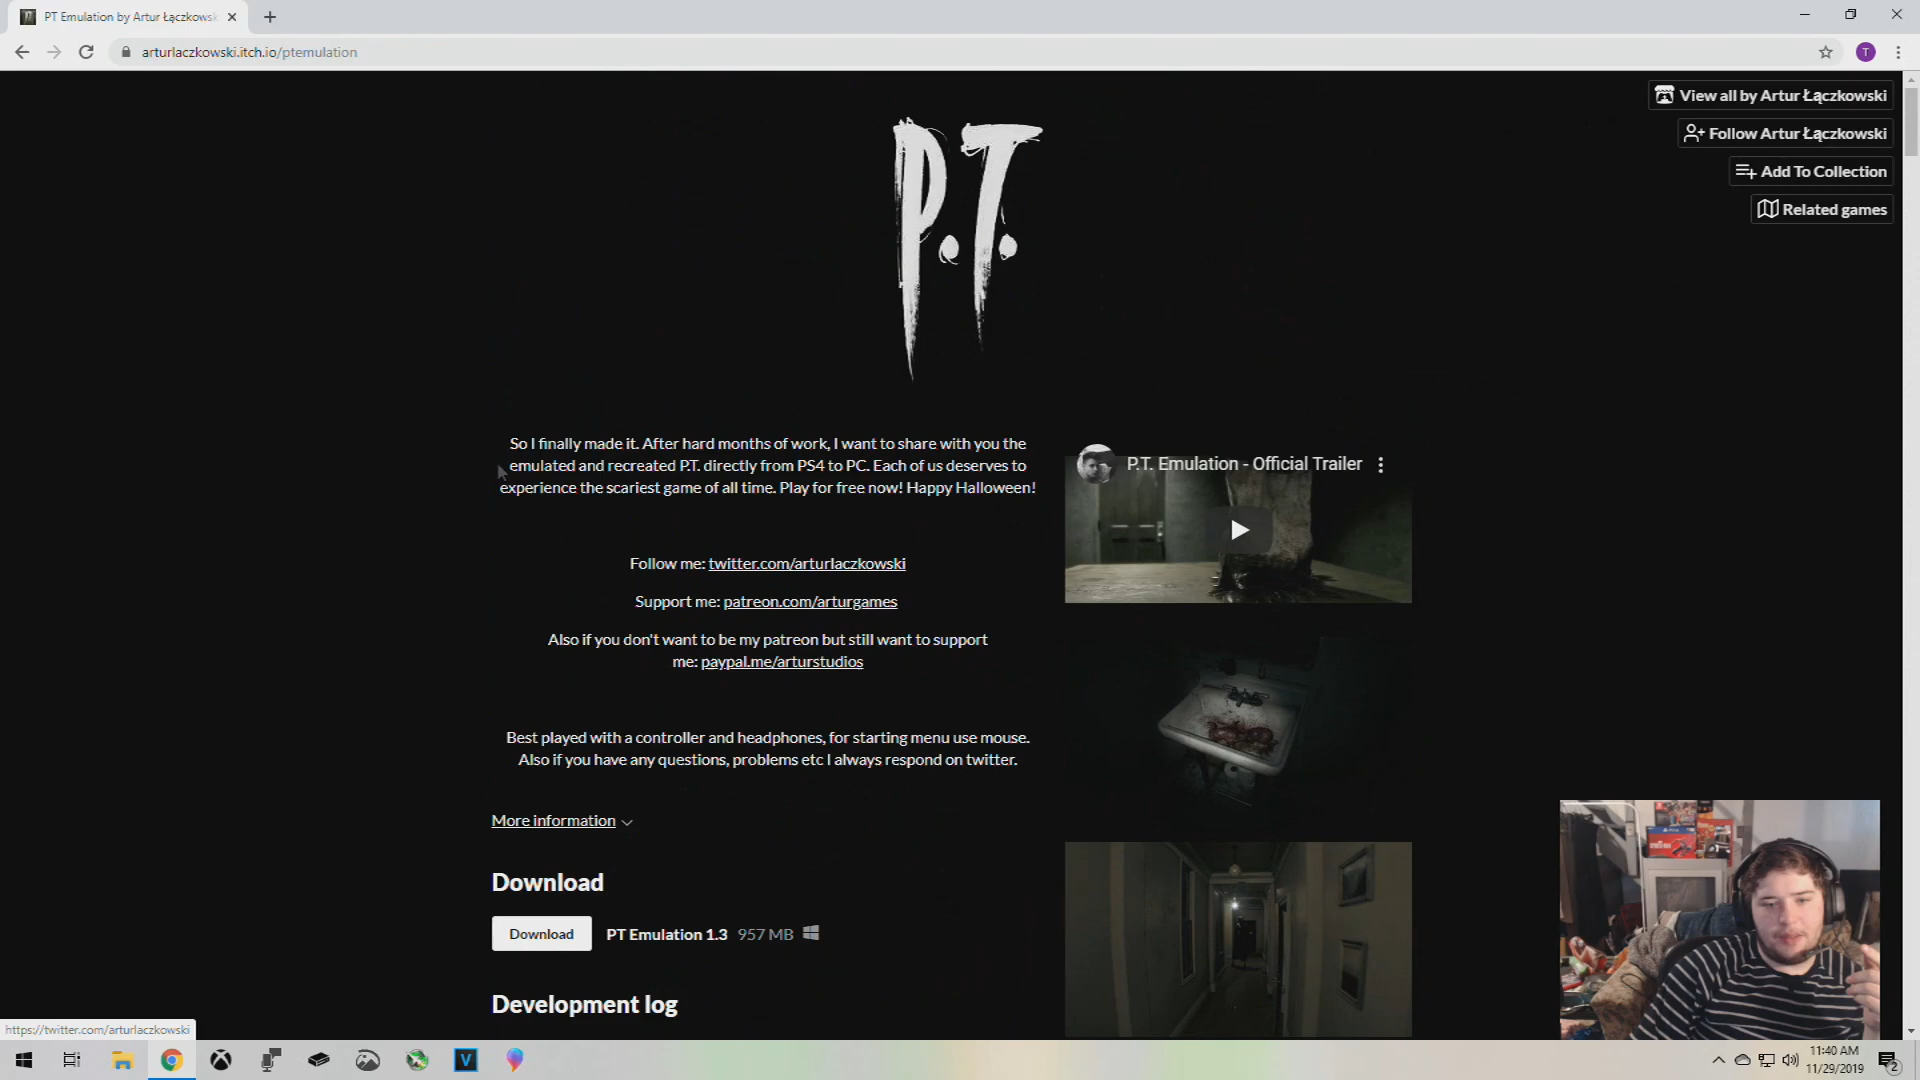 PT Emulation by Artur Łączkowsk
arturlaczkowski.itch.io/ptemulation
T
View all by Artur Łączkowski
Follow Artur Łączkowski
Add To Collection
Related games
P.T.
So I finally made it. After hard months of work, I want to share with you the
emulated and recreated P.T. directly from PS4 to PC. Each of us deserves to
experience the scariest game of all time. Play for free now! Happy Halloween!
P.T. Emulation - Official Trailer
Follow me: twitter.com/arturlaczkowski
Support me: patreon.com/arturgames
Also if you don't want to be my patreon but still want to support
me: paypal.me/arturstudios
Best played with a controller and headphones, for starting menu use mouse.
Also if you have any questions, problems etc I always respond on twitter.
More information
Download
Download PT Emulation 1.3 957 MB
Development log
https://twitter.com/arturlaczkowski
V
11:40 AM
11/29/2019
2